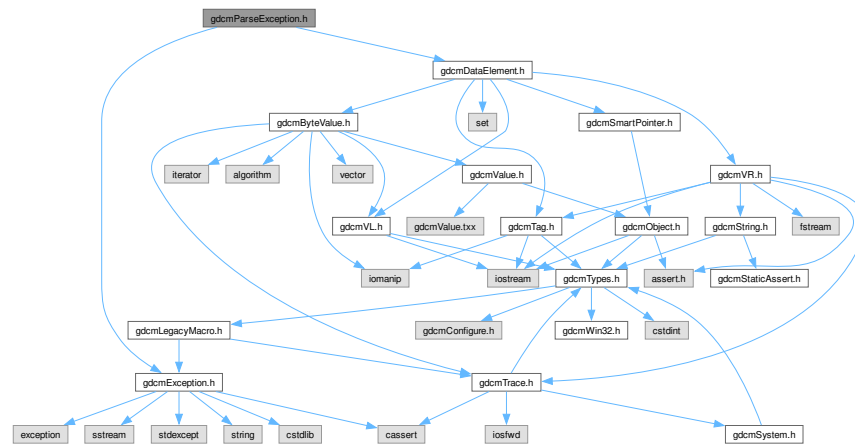 gdcmParseException.h
gdcmDataElement.h
gdcmByteValue.h
set
gdcmSmartPointer.h
iterator
algorithm
vector
gdcmValue.h
gdcmVR.h
gdcmVL.h
gdcmValue.txx
gdcmTag.h
gdcmObject.h
gdcmString.h
fstream
iomanip
iostream
gdcmTypes.h
assert.h
gdcmStaticAssert.h
gdcmLegacyMacro.h
gdcmConfigure.h
gdcmWin32.h
cstdint
gdcmException.h
gdcmTrace.h
exception
sstream
stdexcept
string
cstdlib
cassert
iosfwd
gdcmSystem.h